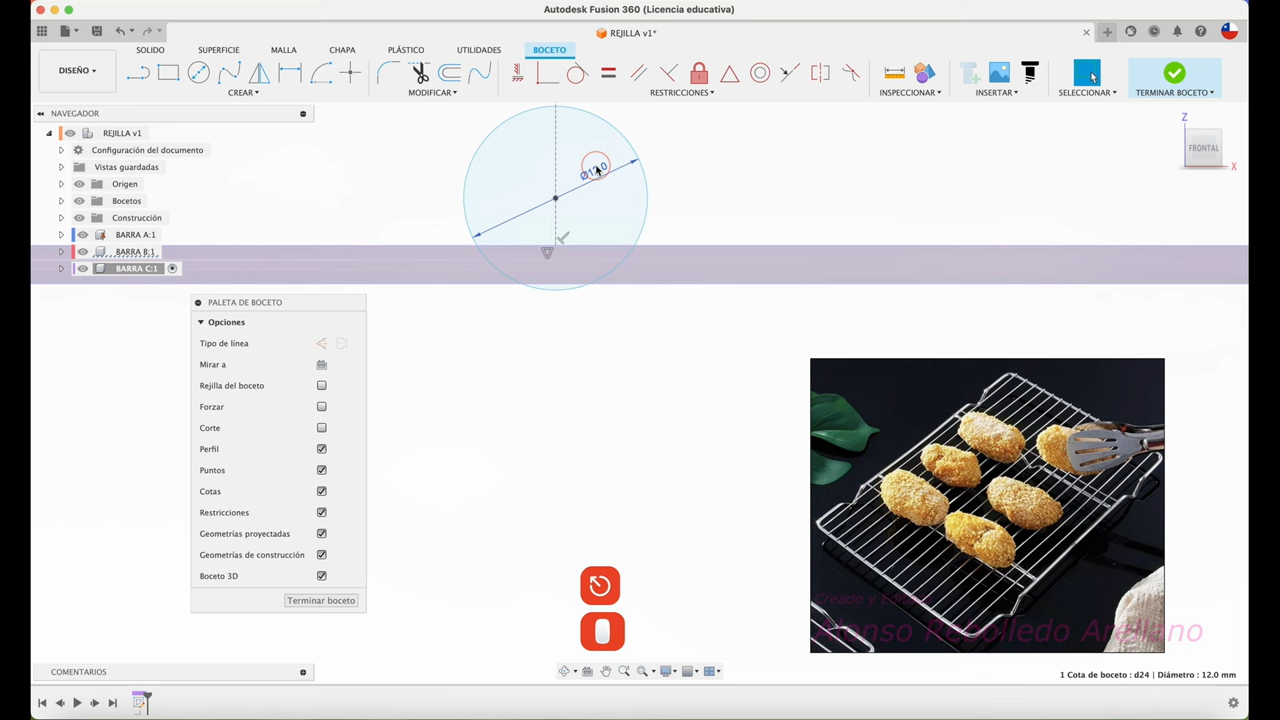 Autodesk Fusion 360 (Licencia educativa)
REJILLA v1*
SOLIDO
SUPERFICIE
MALLA
CHAPA
PLÁSTICO
UTILIDADES
BOCETO
DISEÑO
CREAR
MODIFICAR
RESTRICCIONES
INSPECCIONAR
INSERTAR
SELECCIONAR
TERMINAR BOCETO
NAVEGADOR
REJILLA v1
Configuración del documento
Vistas guardadas
Origen
Bocetos
Construcción
BARRA A:1
BARRA B:1
BARRA C:1
Z
FRONTAL
X
PALETA DE BOCETO
Opciones
Tipo de línea
Mirar a
Rejilla del boceto
Forzar
Corte
Perfil
Puntos
Cotas
Restricciones
Geometrías proyectadas
Geometrías de construcción
Boceto 3D
Terminar boceto
Alonso Rebolledo Arellano
COMENTARIOS
1 Cota de boceto : d24 | Diámetro : 12.0 mm